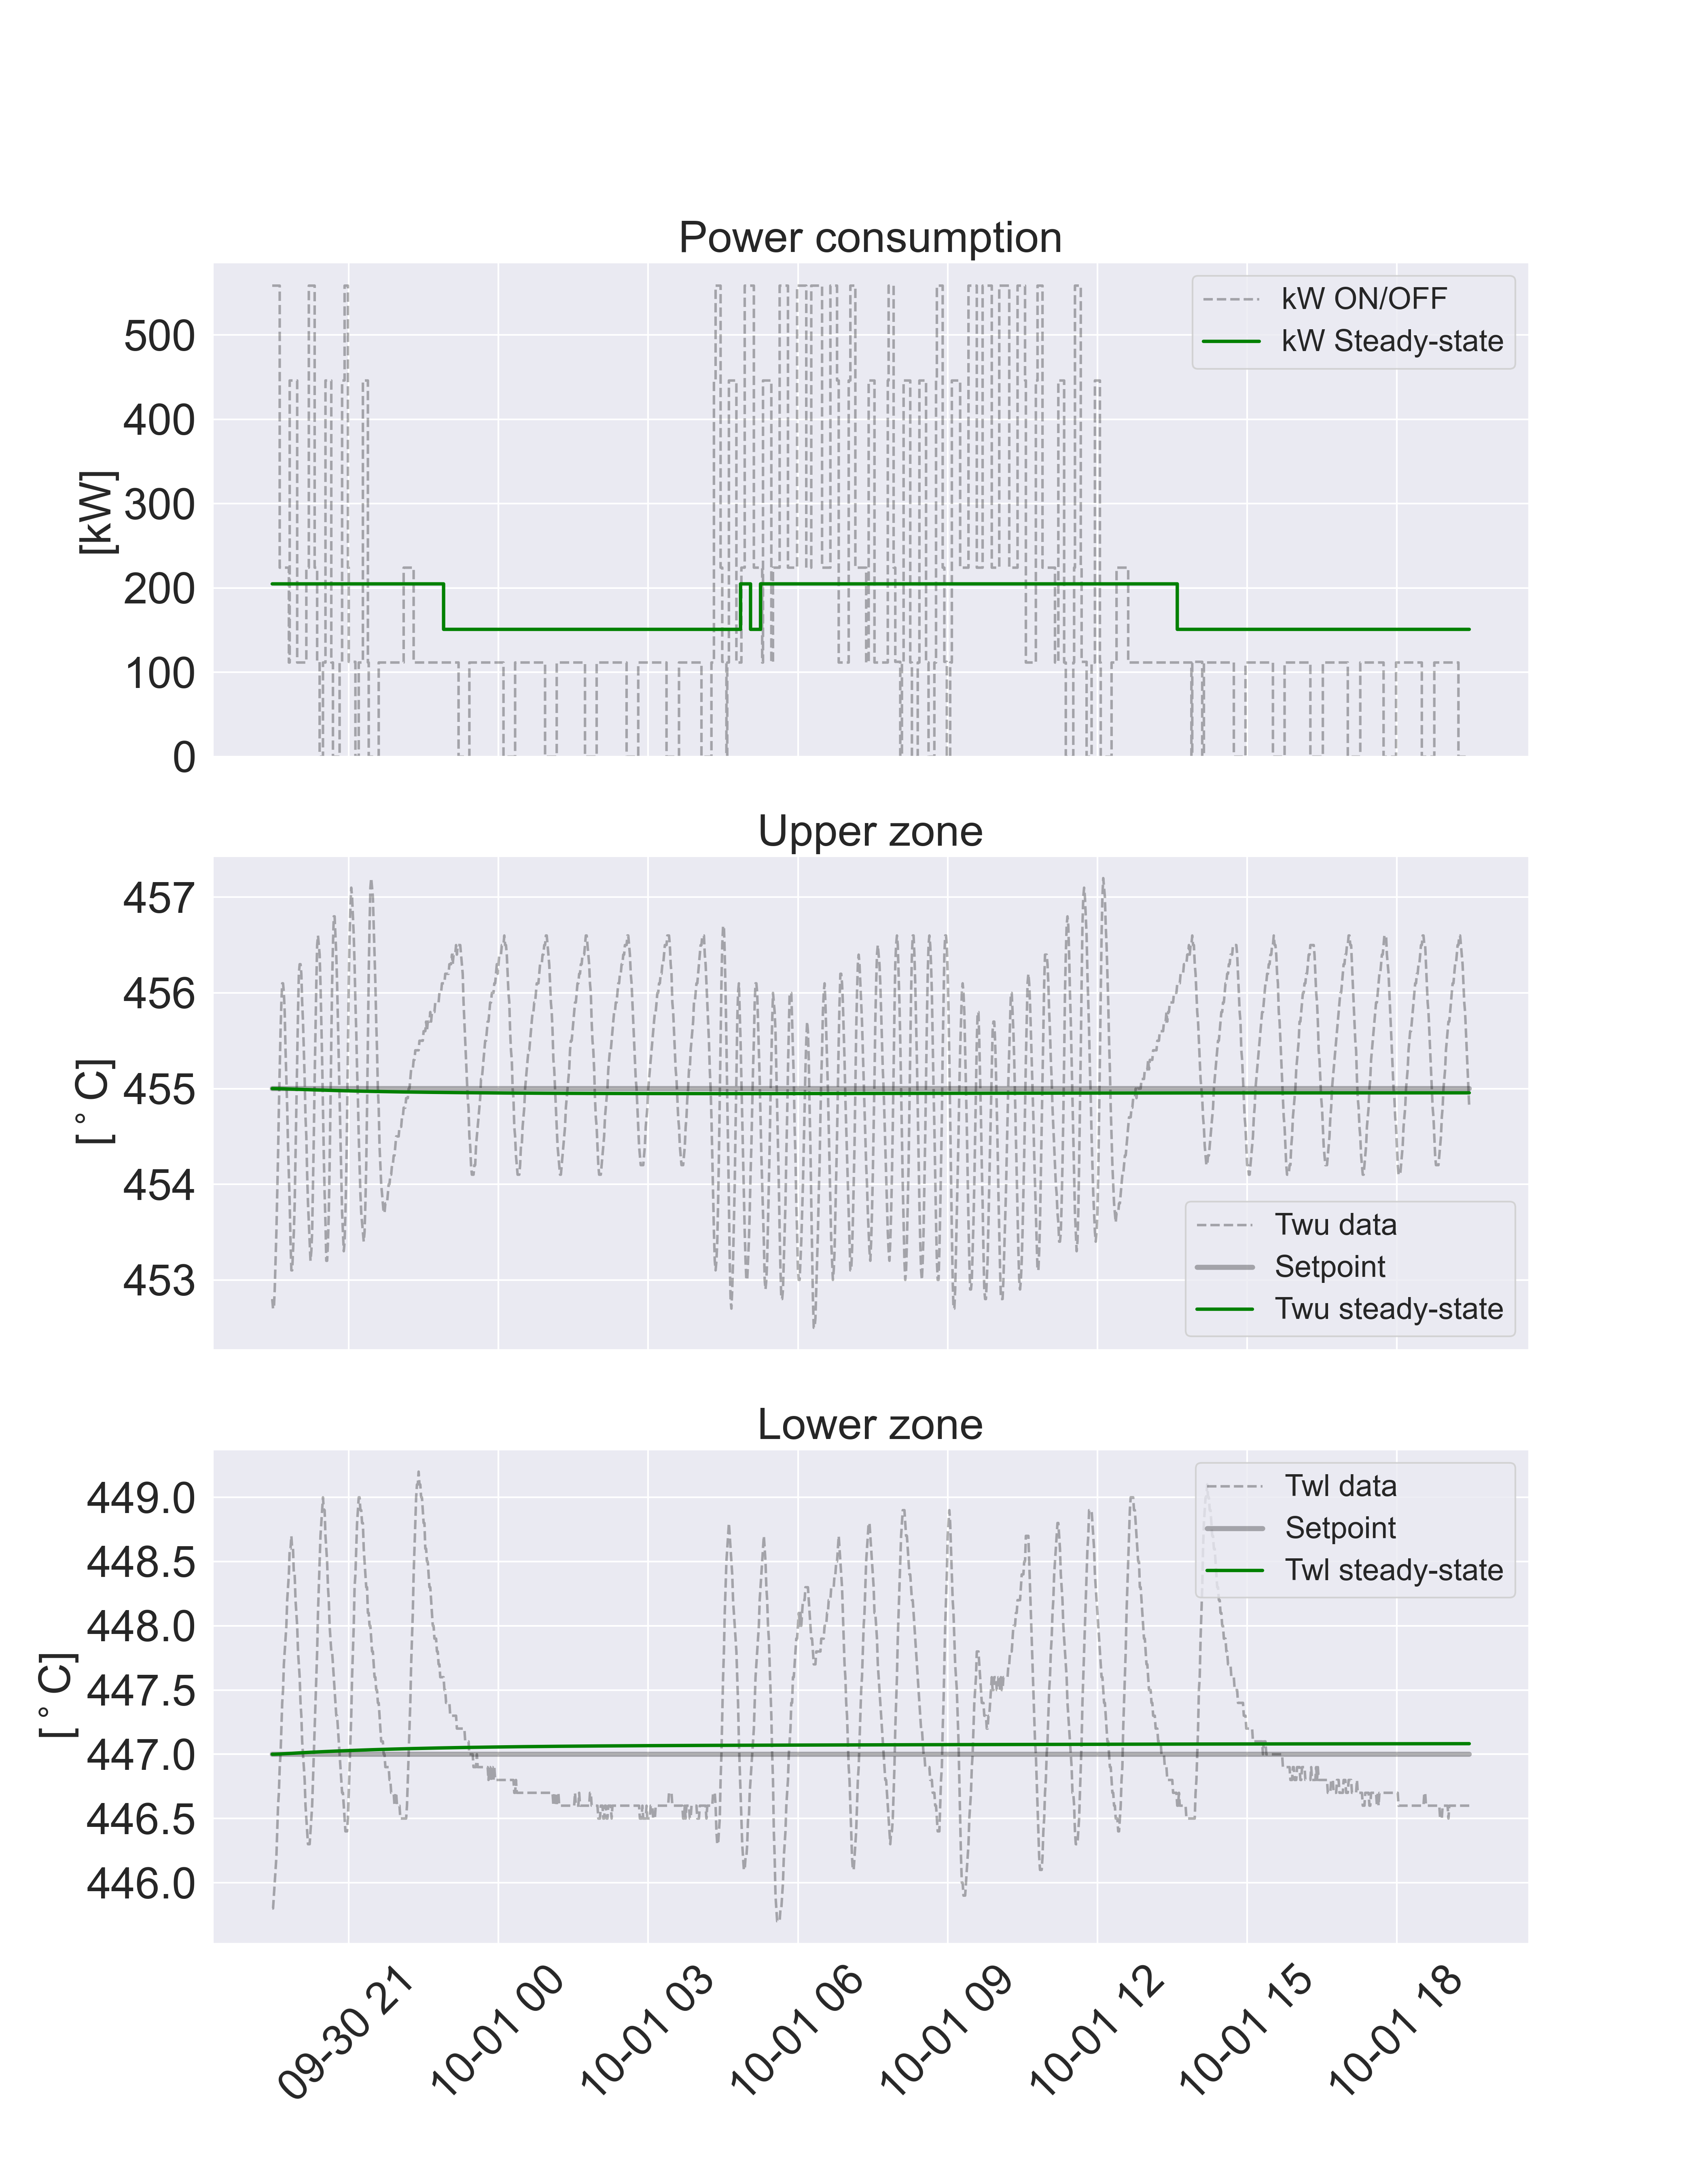 Power consumption
kW ON/OFF
kW Steady-state
[kW]
500
400
300
200
100
0
Upper zone
457
456
455
454
453
[°C]
Twu data
Setpoint
Twu steady-state
Lower zone
449.0
448.5
448.0
447.5
447.0
446.5
446.0
[°C]
Twl data
Setpoint
Twl steady-state
09-30 21
10-01 00
10-01 03
10-01 06
10-01 09
10-01 12
10-01 15
10-01 18